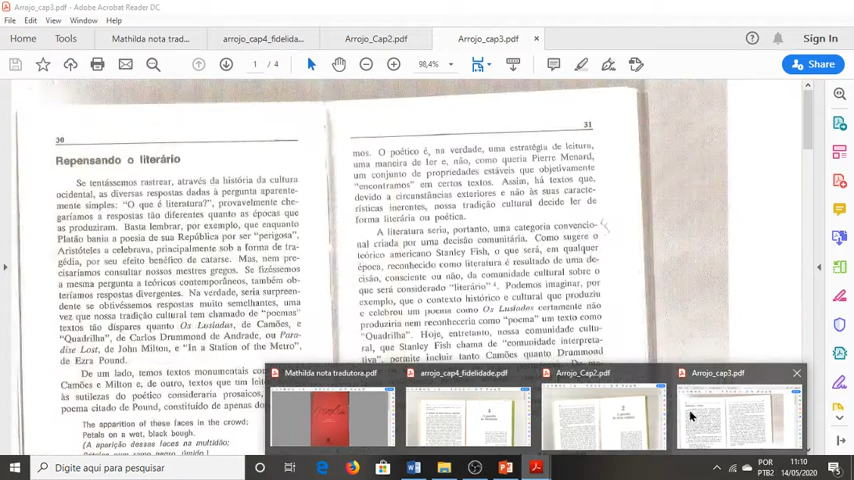 Arrojo_cap3.pdf - Adobe Acrobat Reader DC
File Edit View Window Help
Home Tools Mathilda nota trad... arrojo_cap4_fidelida... Arrojo_Cap2.pdf Arrojo_cap3.pdf × Sign In
1 / 4 98,4% Share
30
Repensando o literário
Se tentássemos rastrear, através da história da cultura
ocidental, as diversas respostas dadas à pergunta aparente-
mente simples: "O que é literatura?", provavelmente che-
garíamos a respostas tão diferentes quanto as épocas que
as produziram. Basta lembrar, por exemplo, que enquanto
Platão bania a poesia de sua República por ser "perigosa",
Aristóteles a celebrava, principalmente sob a forma de tra-
gédia, por seu efeito benéfico de catarse. Mas, nem pre-
cisaríamos consultar nossos mestres gregos. Se fizéssemos
a mesma pergunta a teóricos contemporâneos, também ob-
teríamos respostas divergentes. Na verdade, seria surpreen-
dente se obtivéssemos respostas muito semelhantes, uma
vez que nossa tradição cultural tem chamado de "poemas"
textos tão díspares quanto Os Lusíadas, de Camões, e
"Quadrilha", de Carlos Drummond de Andrade, ou Para-
dise Lost, de John Milton, e "In a Station of the Metro",
de Ezra Pound.
De um lado, temos textos monumentais com
Camões e Milton e, de outro, textos que um leit
às sutilezas do poético consideraria prosaicos,
poema citado de Pound, constituído de apenas do
The apparition of these faces in the crowd;
Petals on a wet, black bough.
(A aparição dessas faces na multidão;
31
mos. O poético é, na verdade, uma estratégia de leitura,
uma maneira de ler e, não, como queria Pierre Menard,
um conjunto de propriedades estáveis que objetivamente
"encontramos" em certos textos. Assim, há textos que,
devido a circunstâncias exteriores e não às suas caracte-
rísticas inerentes, nossa tradição cultural decide ler de
forma literária ou poética.
A literatura seria, portanto, uma categoria convencio-
nal criada por uma decisão comunitária. Como sugere o
teórico americano Stanley Fish, o que será, em qualquer
época, reconhecido como literatura é resultado de uma de-
cisão, consciente ou não, da comunidade cultural sobre o
que será considerado "literário" 4. Podemos imaginar, por
exemplo, que o contexto histórico e cultural que produziu
e celebrou um poema como Os Lusíadas certamente não
produziria nem reconheceria como "poema" um texto como
"Quadrilha". Hoje, entretanto, nossa comunidade cultu-
ral, que Stanley Fish chama de "comunidade interpreta-
tiva", permite incluir tanto Camões quanto Drummond
Mathilda nota tradutora.pdf arrojo_cap4_fidelidade.pdf Arrojo_Cap2.pdf Arrojo_cap3.pdf
Digite aqui para pesquisar
POR 11:10
PTB2 14/05/2020